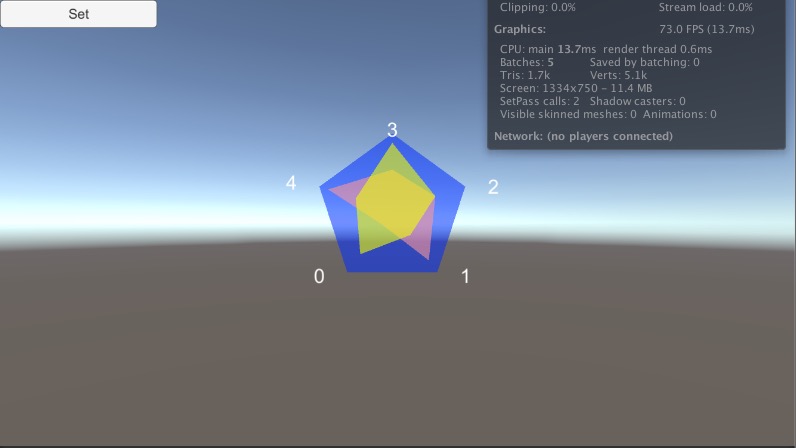 Set
Clipping: 0.0% Stream load: 0.0%
Graphics: 73.0 FPS (13.7ms)
CPU: main 13.7ms render thread 0.6ms
Batches: 5 Saved by batching: 0
Tris: 1.7k Verts: 5.1k
Screen: 1334x750 - 11.4 MB
SetPass calls: 2 Shadow casters: 0
Visible skinned meshes: 0 Animations: 0
Network: (no players connected)
3
4 2
0 1